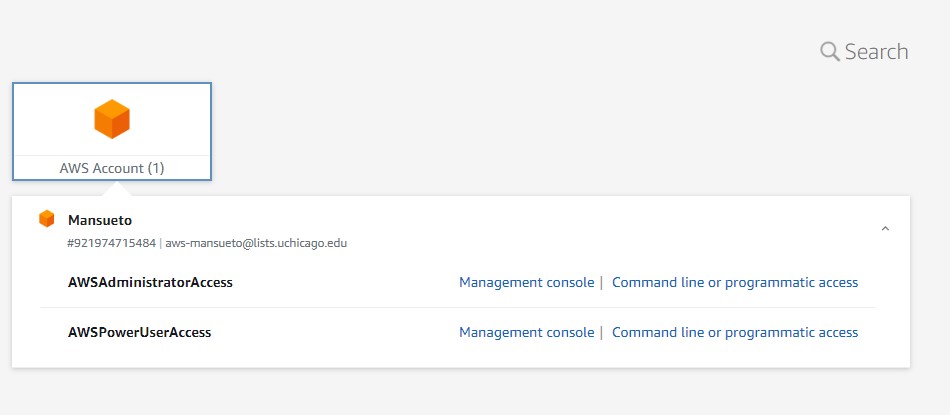 Search
AWS Account (1)
Mansueto
#921974715484 | aws-mansueto@lists.uchicago.edu
AWSAdministratorAccess Management console | Command line or programmatic access
AWSPowerUserAccess Management console | Command line or programmatic access